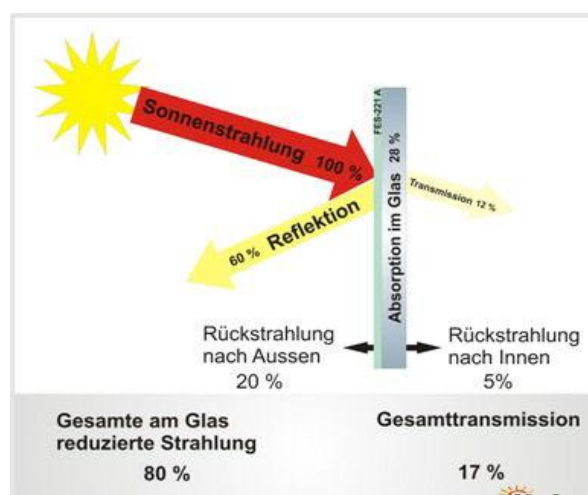 Sonnenstrahlung 100 %
FES-221 A
Absorption im Glas 28 %
Transmission 12 %
60 % Reflektion
Rückstrahlung
nach Aussen
20 %
Rückstrahlung
nach Innen
5%
Gesamte am Glas
reduzierte Strahlung
80 %
Gesamttransmission
17 %